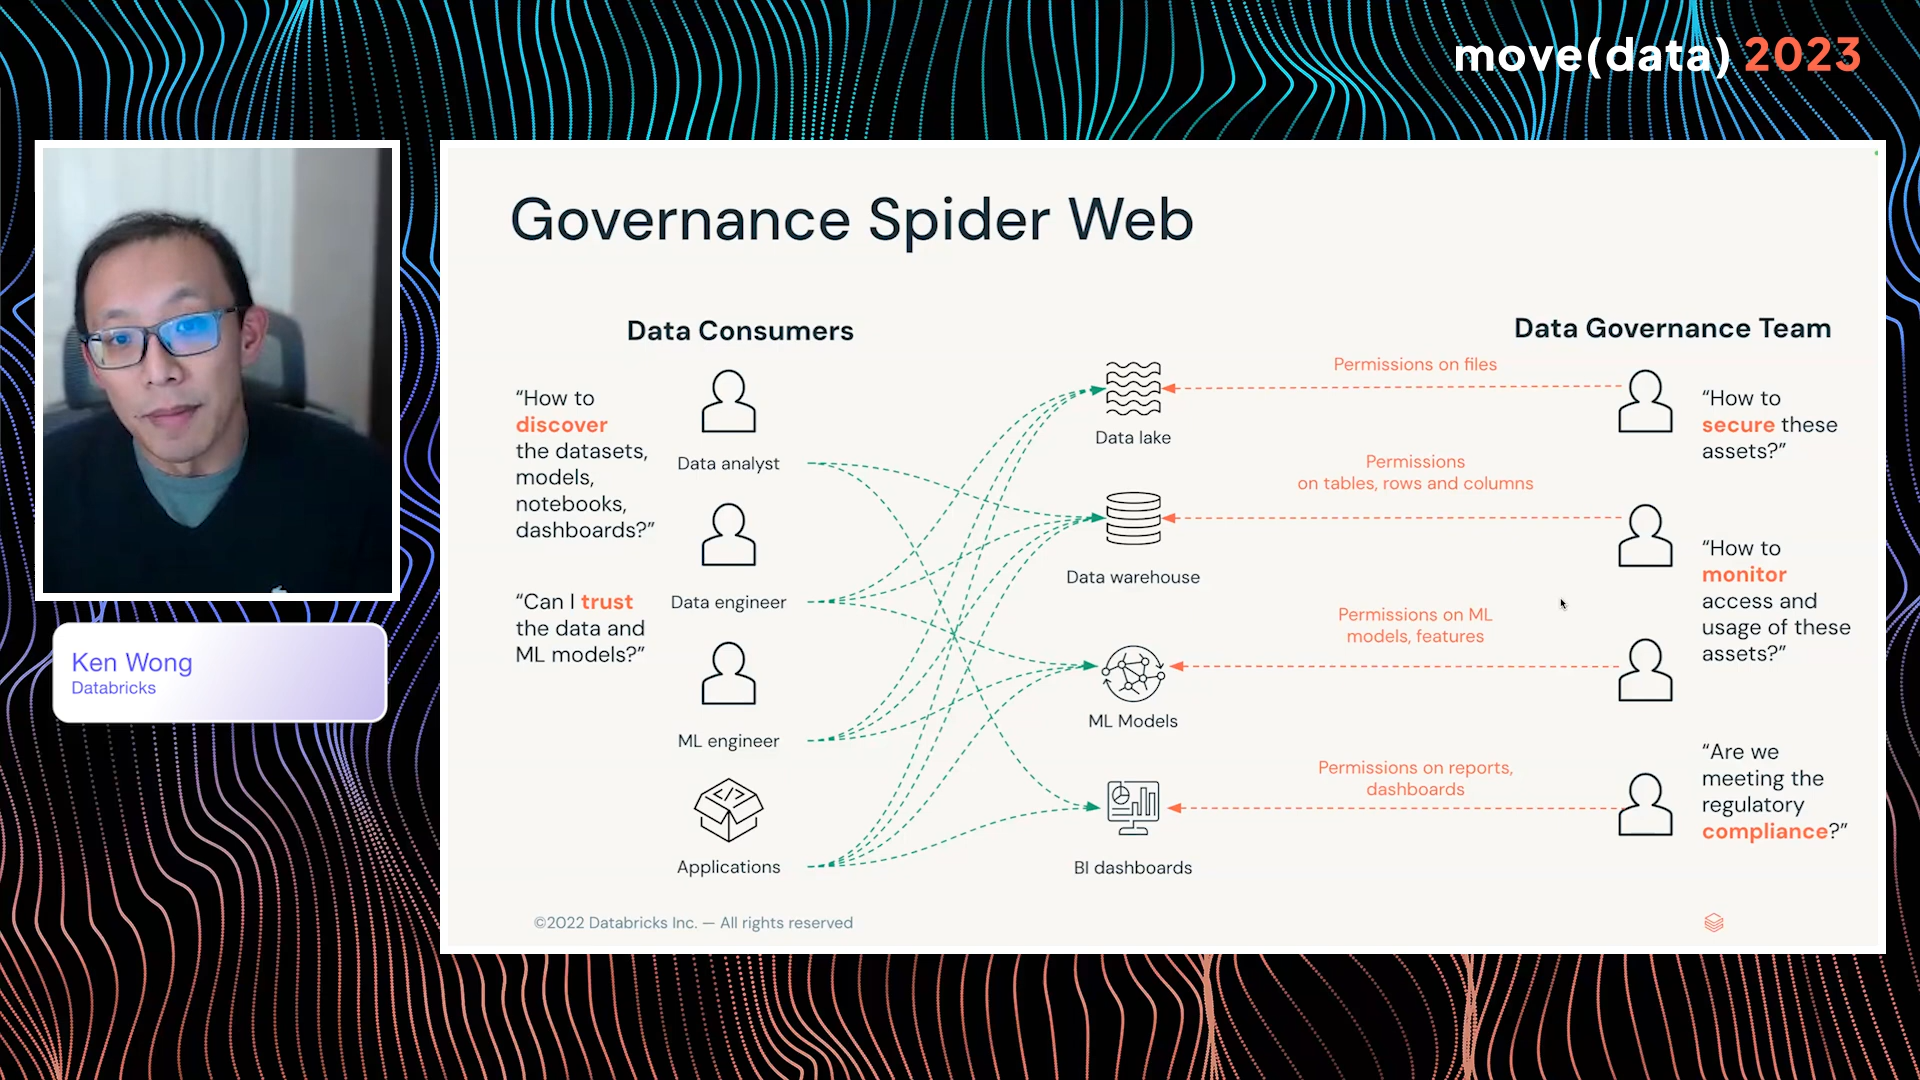 move(data) 2023
Ken Wong
Databricks
Governance Spider Web
Data Consumers
“How to
discover
the datasets,
models,
notebooks,
dashboards?”
“Can I trust
the data and
ML models?”
Data analyst
Data engineer
ML engineer
Applications
Data lake
Data warehouse
ML Models
BI dashboards
Permissions on files
Permissions
on tables, rows and columns
Permissions on ML
models, features
Permissions on reports,
dashboards
Data Governance Team
“How to
secure these
assets?”
“How to
monitor
access and
usage of these
assets?”
“Are we
meeting the
regulatory
compliance?”
©2022 Databricks Inc. — All rights reserved